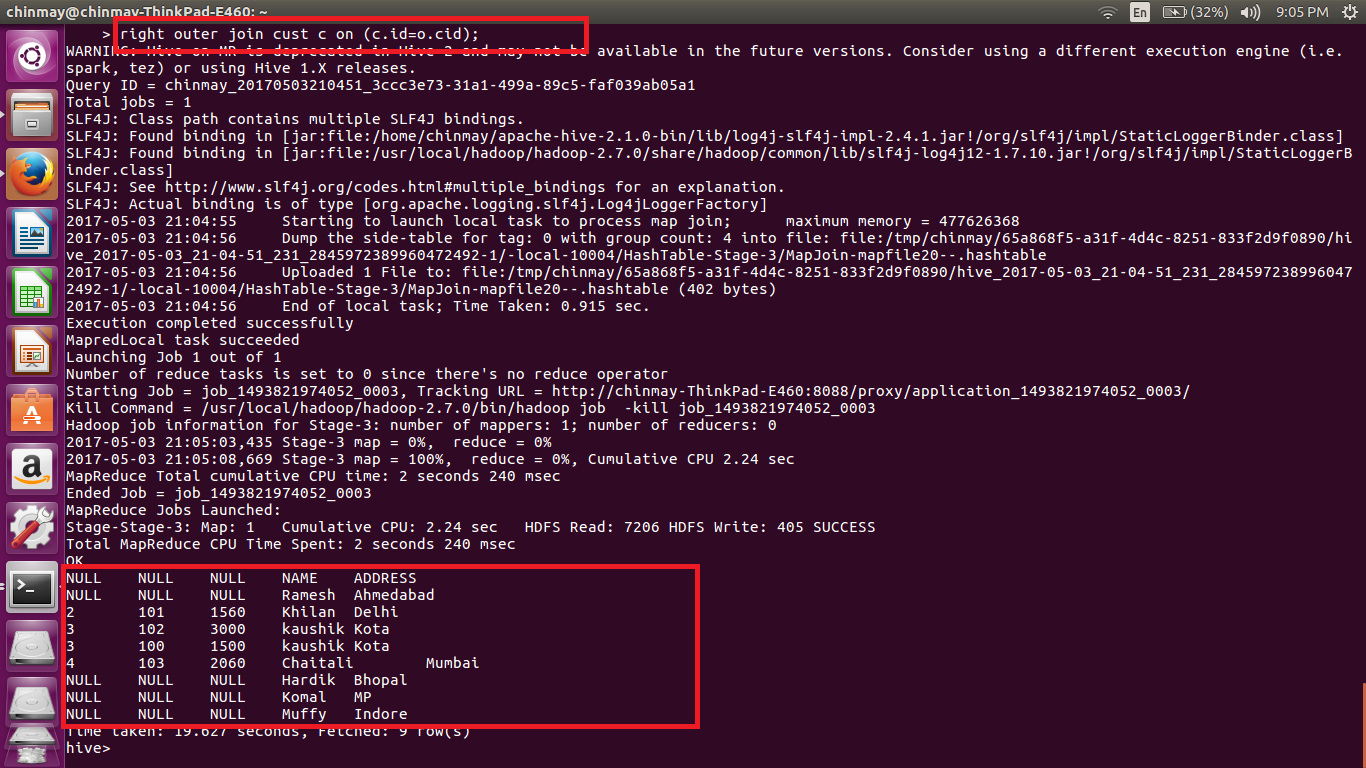 chinmay@chinmay-ThinkPad-E460: ~
En
(32%)
9:05 PM
> right outer join cust c on (c.id=o.cid);
WARNING: Hive-on-MR is deprecated in Hive 2 and may not be available in the future versions. Consider using a different execution engine (i.e.
spark, tez) or using Hive 1.X releases.
Query ID = chinmay_20170503210451_3ccc3e73-31a1-499a-89c5-faf039ab05a1
Total jobs = 1
SLF4J: Class path contains multiple SLF4J bindings.
SLF4J: Found binding in [jar:file:/home/chinmay/apache-hive-2.1.0-bin/lib/log4j-slf4j-impl-2.4.1.jar!/org/slf4j/impl/StaticLoggerBinder.class]
SLF4J: Found binding in [jar:file:/usr/local/hadoop/hadoop-2.7.0/share/hadoop/common/lib/slf4j-log4j12-1.7.10.jar!/org/slf4j/impl/StaticLoggerB
inder.class]
SLF4J: See http://www.slf4j.org/codes.html#multiple_bindings for an explanation.
SLF4J: Actual binding is of type [org.apache.logging.slf4j.Log4jLoggerFactory]
2017-05-03 21:04:55     Starting to launch local task to process map join;      maximum memory = 477626368
2017-05-03 21:04:56     Dump the side-table for tag: 0 with group count: 4 into file: file:/tmp/chinmay/65a868f5-a31f-4d4c-8251-833f2d9f0890/hi
ve_2017-05-03_21-04-51_231_2845972389960472492-1/-local-10004/HashTable-Stage-3/MapJoin-mapfile20--.hashtable
2017-05-03 21:04:56     Uploaded 1 File to: file:/tmp/chinmay/65a868f5-a31f-4d4c-8251-833f2d9f0890/hive_2017-05-03_21-04-51_231_284597238996047
2492-1/-local-10004/HashTable-Stage-3/MapJoin-mapfile20--.hashtable (402 bytes)
2017-05-03 21:04:56     End of local task; Time Taken: 0.915 sec.
Execution completed successfully
MapredLocal task succeeded
Launching Job 1 out of 1
Number of reduce tasks is set to 0 since there's no reduce operator
Starting Job = job_1493821974052_0003, Tracking URL = http://chinmay-ThinkPad-E460:8088/proxy/application_1493821974052_0003/
Kill Command = /usr/local/hadoop/hadoop-2.7.0/bin/hadoop job  -kill job_1493821974052_0003
Hadoop job information for Stage-3: number of mappers: 1; number of reducers: 0
2017-05-03 21:05:03,435 Stage-3 map = 0%,  reduce = 0%
2017-05-03 21:05:08,669 Stage-3 map = 100%,  reduce = 0%, Cumulative CPU 2.24 sec
MapReduce Total cumulative CPU time: 2 seconds 240 msec
Ended Job = job_1493821974052_0003
MapReduce Jobs Launched:
Stage-Stage-3: Map: 1   Cumulative CPU: 2.24 sec   HDFS Read: 7206 HDFS Write: 405 SUCCESS
Total MapReduce CPU Time Spent: 2 seconds 240 msec
OK
NULL    NULL    NULL    NAME    ADDRESS
NULL    NULL    NULL    Ramesh  Ahmedabad
2       101     1560    Khilan  Delhi
3       102     3000    kaushik Kota
3       100     1500    kaushik Kota
4       103     2060    Chaitali        Mumbai
NULL    NULL    NULL    Hardik  Bhopal
NULL    NULL    NULL    Komal   MP
NULL    NULL    NULL    Muffy   Indore
Time taken: 19.627 seconds, Fetched: 9 row(s)
hive>